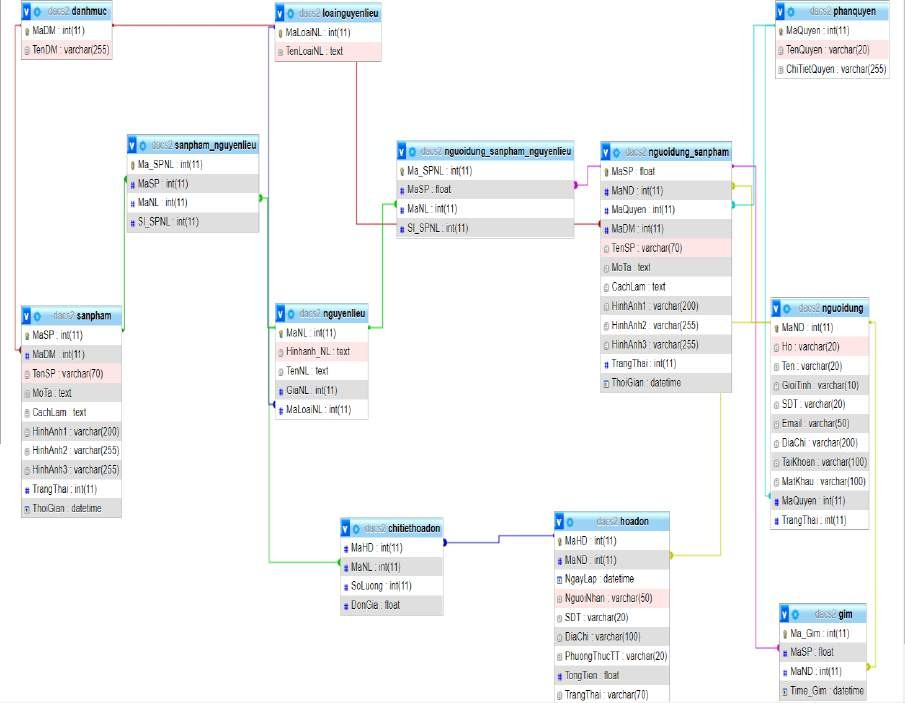 dacs2 danhmuc
MaDM : int(11)
TenDM : varchar(255)
dacs2 loainguyenlieu
MaLoaiNL : int(11)
TenLoaiNL : text
dacs2 phanquyen
MaQuyen : int(11)
TenQuyen : varchar(20)
ChiTietQuyen : varchar(255)
dacs2 sanpham_nguyenlieu
Ma_SPNL : int(11)
MaSP : int(11)
MaNL : int(11)
Sl_SPNL : int(11)
dacs2 nguoidung_sanpham_nguyenlieu
Ma_SPNL : int(11)
MaSP : float
MaNL : int(11)
Sl_SPNL : int(11)
dacs2 nguoidung_sanpham
MaSP : float
MaND : int(11)
MaQuyen : int(11)
MaDM : int(11)
TenSP : varchar(70)
MoTa : text
CachLam : text
HinhAnh1 : varchar(200)
HinhAnh2 : varchar(255)
HinhAnh3 : varchar(255)
TrangThai : int(11)
ThoiGian : datetime
dacs2 sanpham
MaSP : int(11)
MaDM : int(11)
TenSP : varchar(70)
MoTa : text
CachLam : text
HinhAnh1 : varchar(200)
HinhAnh2 : varchar(255)
HinhAnh3 : varchar(255)
TrangThai : int(11)
ThoiGian : datetime
dacs2 nguyenlieu
MaNL : int(11)
Hinhanh_NL : text
TenNL : text
GiaNL : int(11)
MaLoaiNL : int(11)
dacs2 nguoidung
MaND : int(11)
Ho : varchar(20)
Ten : varchar(20)
GioiTinh : varchar(10)
SDT : varchar(20)
Email : varchar(50)
DiaChi : varchar(200)
TaiKhoan : varchar(100)
MatKhau : varchar(100)
MaQuyen : int(11)
TrangThai : int(11)
dacs2 chitiethoadon
MaHD : int(11)
MaNL : int(11)
SoLuong : int(11)
DonGia : float
dacs2 hoadon
MaHD : int(11)
MaND : int(11)
NgayLap : datetime
NguoiNhan : varchar(50)
SDT : varchar(20)
DiaChi : varchar(100)
PhuongThucTT : varchar(20)
TongTien : float
TrangThai : varchar(70)
dacs2 gim
Ma_Gim : int(11)
MaSP : float
MaND : int(11)
Time_Gim : datetime